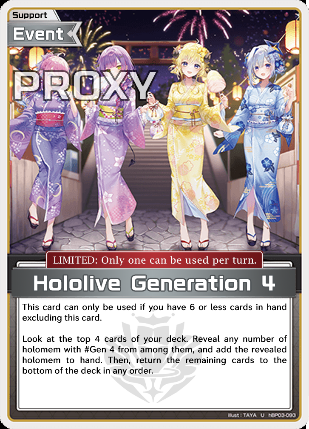 Support
Event
PROXY
LIMITED: Only one can be used per turn.
Hololive Generation 4
This card can only be used if you have 6 or less cards in hand
excluding this card.
Look at the top 4 cards of your deck. Reveal any number of
holomem with #Gen 4 from among them, and add the revealed
holomem to hand. Then, return the remaining cards to the
bottom of the deck in any order.
Illust : TAYA U hBP03-093